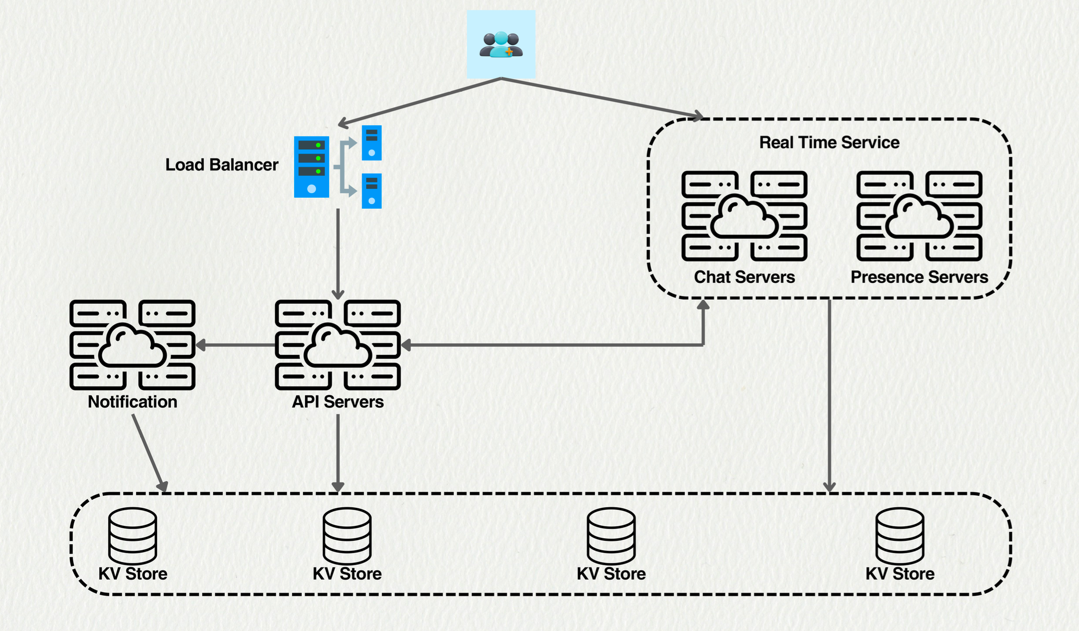 Real Time Service
Load Balancer
Chat Servers
Presence Servers
Notification
API Servers
KV Store
KV Store
KV Store
KV Store